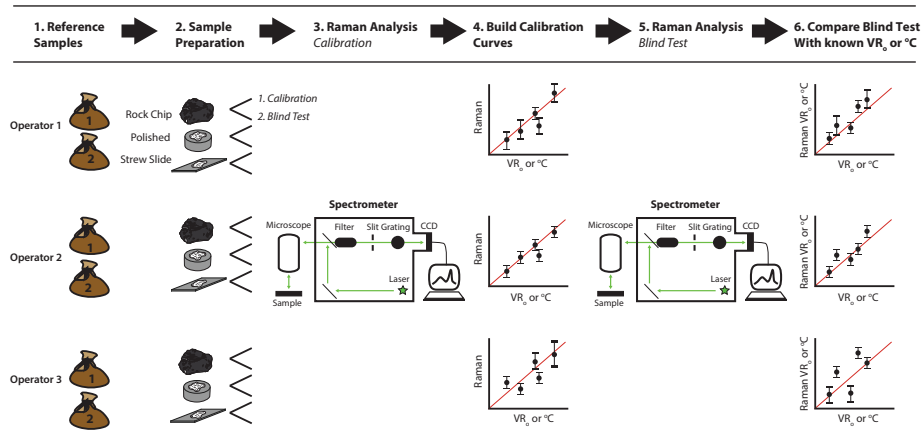 1. Reference
Samples
2. Sample
Preparation
3. Raman Analysis
Calibration
4. Build Calibration
Curves
5. Raman Analysis
Blind Test
6. Compare Blind Test
With known VRo or °C
Operator 1
1
2
Rock Chip
Polished
Strew Slide
1. Calibration
2. Blind Test
Raman
VRo or °C
Raman VRo or °C
VRo or °C
Operator 2
1
2
Spectrometer
Microscope
Filter
Slit Grating
CCD
Laser
Sample
Raman
VRo or °C
Spectrometer
Microscope
Filter
Slit Grating
CCD
Laser
Sample
Raman VRo or °C
VRo or °C
Operator 3
1
2
Raman
VRo or °C
Raman VRo or °C
VRo or °C